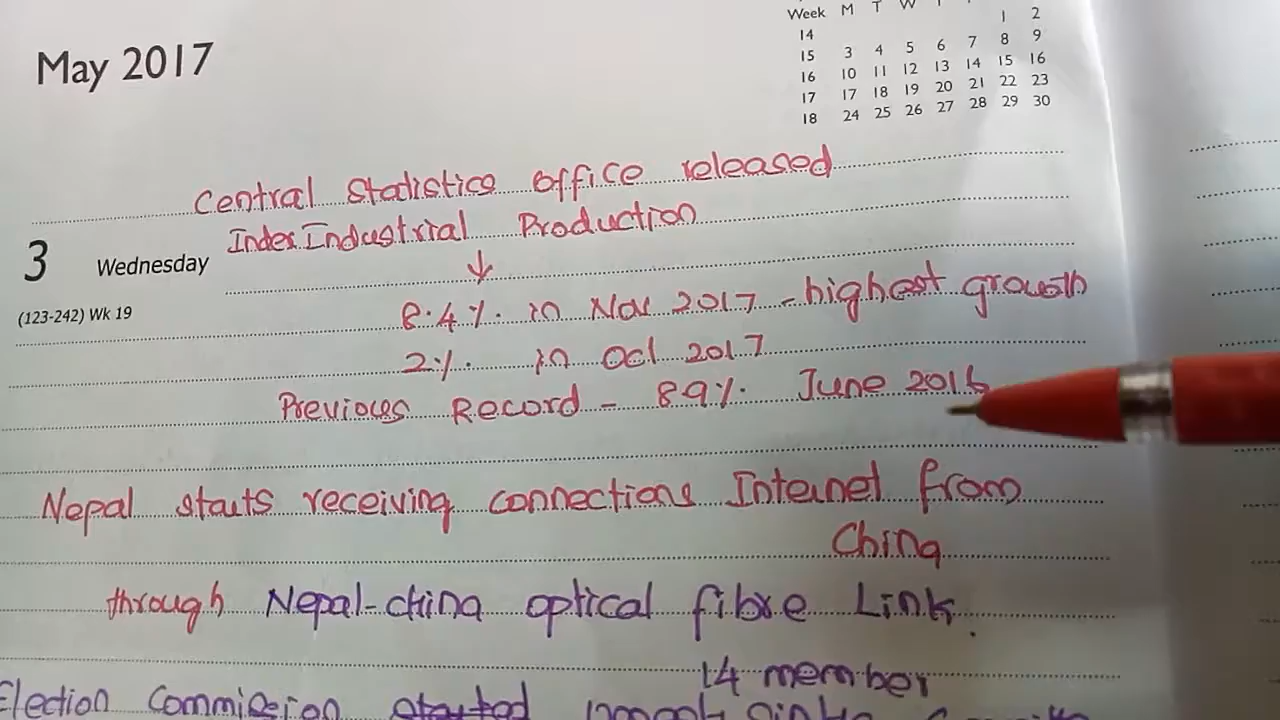 May 2017
Week M T W
14 1 2
15 3 4 5 6 7 8 9
16 10 11 12 13 14 15 16
17 17 18 19 20 21 22 23
18 24 25 26 27 28 29 30
Central Statistics office released
Index Industrial Production
3 Wednesday
(123-242) Wk 19
↓
8.4%. in Nov 2017 - highest growth
2%. in Oct 2017
Previous Record - 89%. June 2016
Nepal starts receiving connections Internet from
China
through Nepal-china optical fibre Link.
14 member
Election Commission started